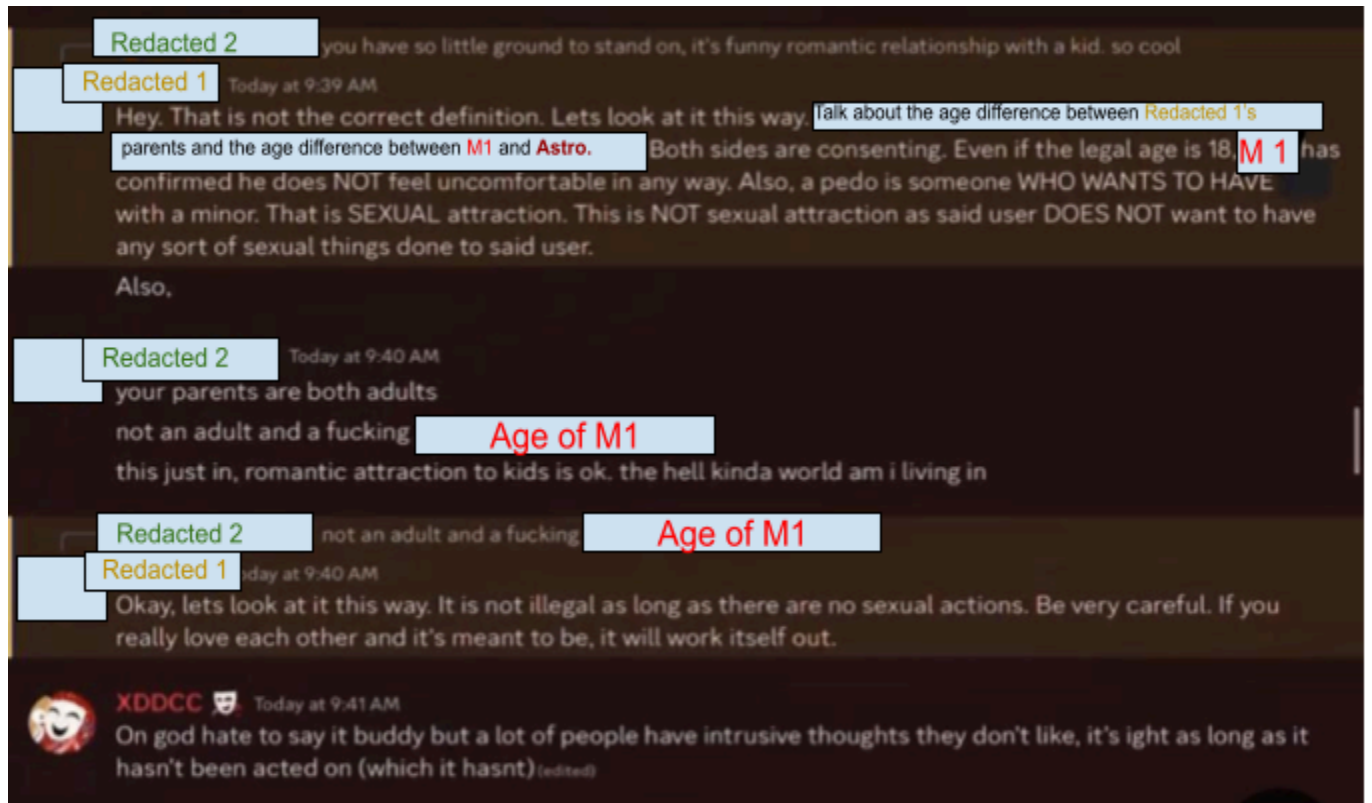 Redacted 2 you have so little ground to stand on, it's funny romantic relationship with a kid. so cool
Redacted 1 Today at 9:39 AM
Hey. That is not the correct definition. Lets look at it this way. Talk about the age difference between Redacted 1's
parents and the age difference between M1 and Astro. Both sides are consenting. Even if the legal age is 18, M 1 has
confirmed he does NOT feel uncomfortable in any way. Also, a pedo is someone WHO WANTS TO HAVE
with a minor. That is SEXUAL attraction. This is NOT sexual attraction as said user DOES NOT want to have
any sort of sexual things done to said user.
Also,
Redacted 2 Today at 9:40 AM
your parents are both adults
not an adult and a fucking Age of M1
this just in, romantic attraction to kids is ok. the hell kinda world am i living in
Redacted 2 not an adult and a fucking Age of M1
Redacted 1 oday at 9:40 AM
Okay, lets look at it this way. It is not illegal as long as there are no sexual actions. Be very careful. If you
really love each other and it's meant to be, it will work itself out.
XDDCC Today at 9:41 AM
On god hate to say it buddy but a lot of people have intrusive thoughts they don't like, it's ight as long as it
hasn't been acted on (which it hasnt) (edited)